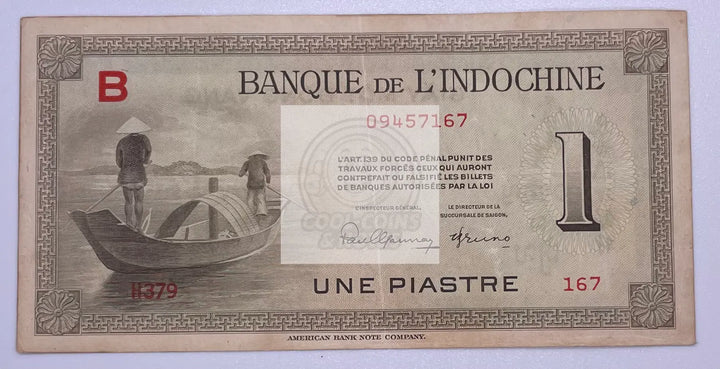 B
BANQUE DE L'INDOCHINE
09457167
L'ART.139 DU CODE PÉNAL PUNIT DES
TRAVAUX FORCÉS CEUX QUI AURONT
CONTREFAIT OU FALSIFIÉ LES BILLETS
DE BANQUES AUTORISÉES PAR LA LOI
L'INSPECTEUR GÉNÉRAL,
LE DIRECTEUR DE LA
SUCCURSALE DE SAIGON,
1
H379
UNE PIASTRE
167
AMERICAN BANK NOTE COMPANY.